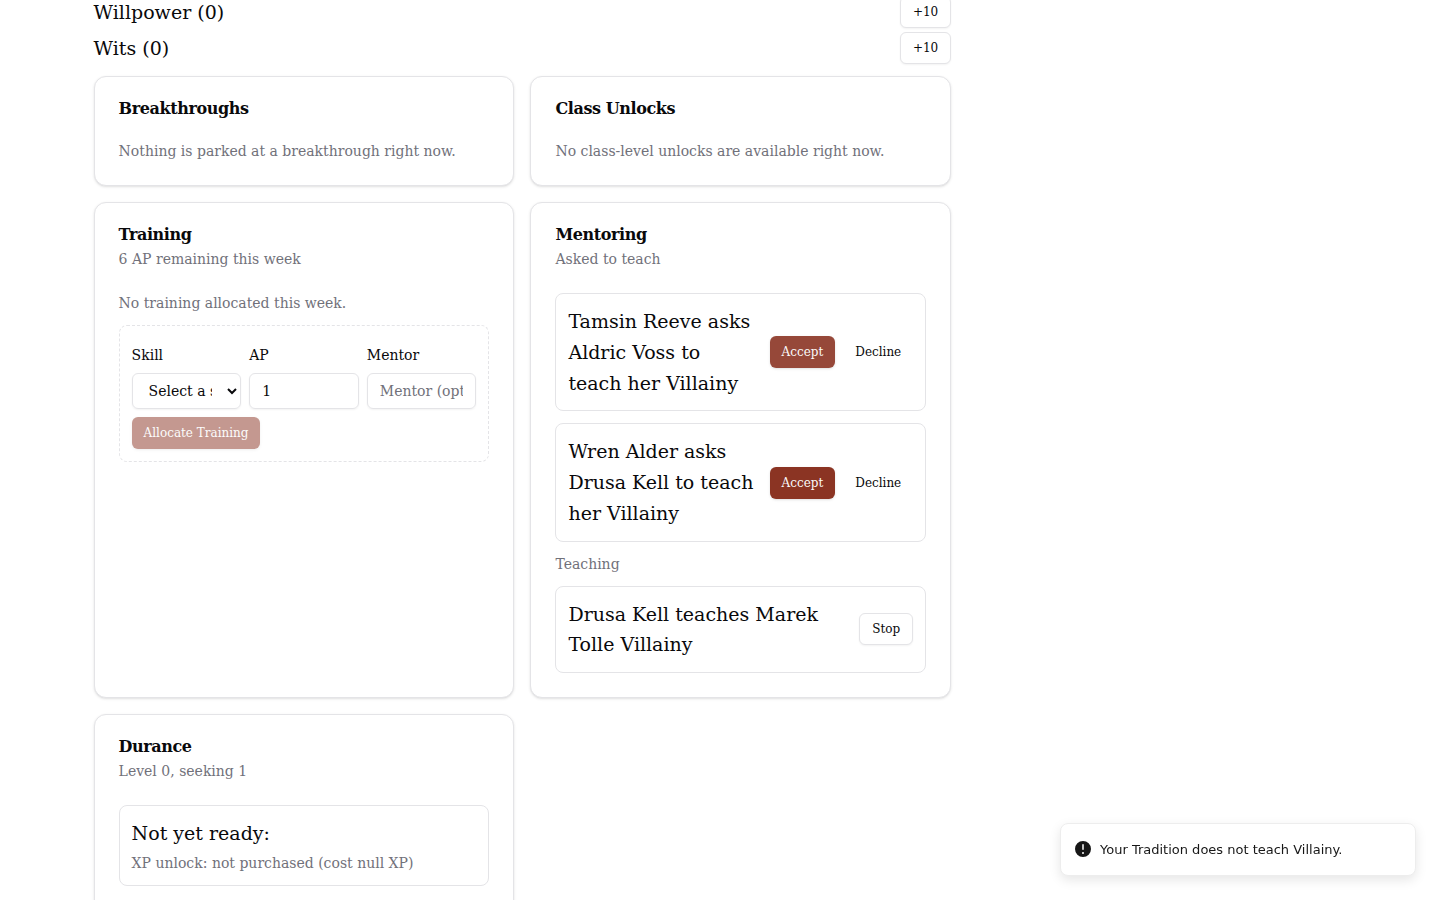 Willpower (0)
+10
Wits (0)
+10
Breakthroughs
Nothing is parked at a breakthrough right now.
Class Unlocks
No class-level unlocks are available right now.
Training
6 AP remaining this week
No training allocated this week.
Skill
AP
Mentor
Select a s
1
Mentor (opt
Allocate Training
Mentoring
Asked to teach
Tamsin Reeve asks
Aldric Voss to
teach her Villainy
Accept
Decline
Wren Alder asks
Drusa Kell to teach
her Villainy
Accept
Decline
Teaching
Drusa Kell teaches Marek
Tolle Villainy
Stop
Durance
Level 0, seeking 1
Not yet ready:
XP unlock: not purchased (cost null XP)
Your Tradition does not teach Villainy.